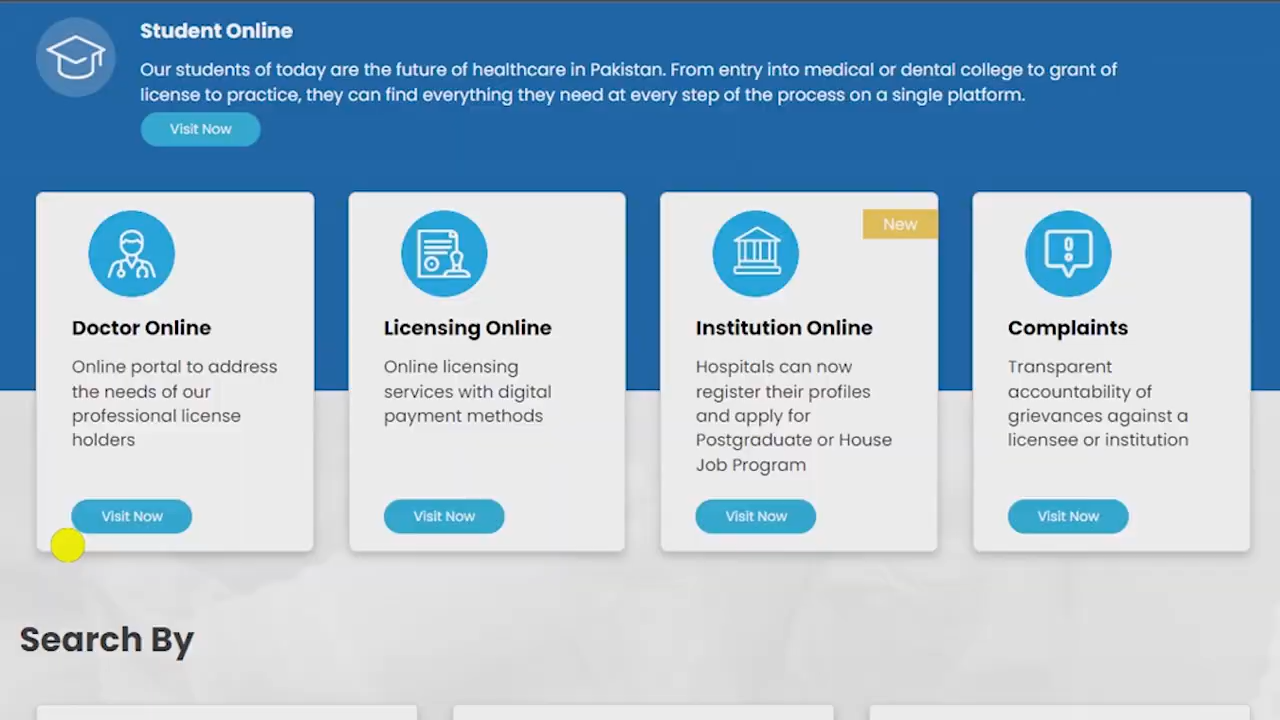 Student Online
Our students of today are the future of healthcare in Pakistan. From entry into medical or dental college to grant of
license to practice, they can find everything they need at every step of the process on a single platform.
Visit Now
Doctor Online
Online portal to address
the needs of our
professional license
holders
Visit Now
Licensing Online
Online licensing
services with digital
payment methods
Visit Now
New
Institution Online
Hospitals can now
register their profiles
and apply for
Postgraduate or House
Job Program
Visit Now
Complaints
Transparent
accountability of
grievances against a
licensee or institution
Visit Now
Search By